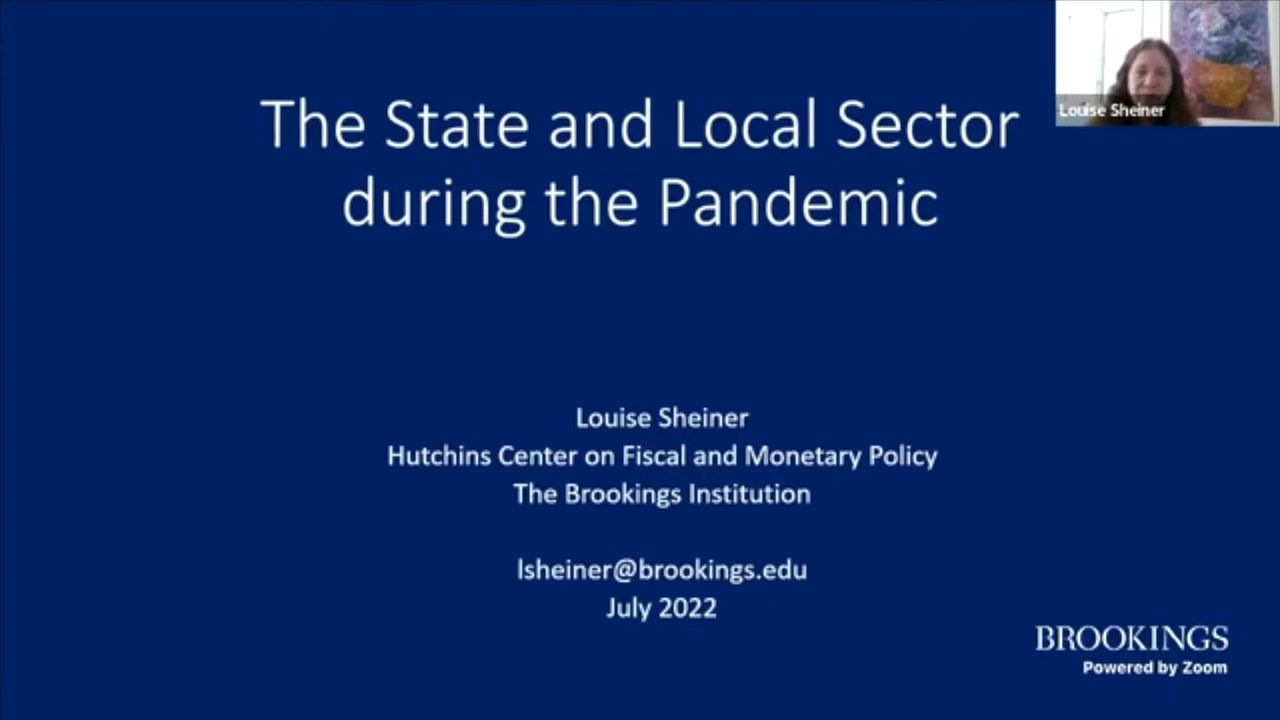 The State and Local Sector
during the Pandemic
Louise Sheiner
Louise Sheiner
Hutchins Center on Fiscal and Monetary Policy
The Brookings Institution
lsheiner@brookings.edu
July 2022
BROOKINGS
Powered by Zoom